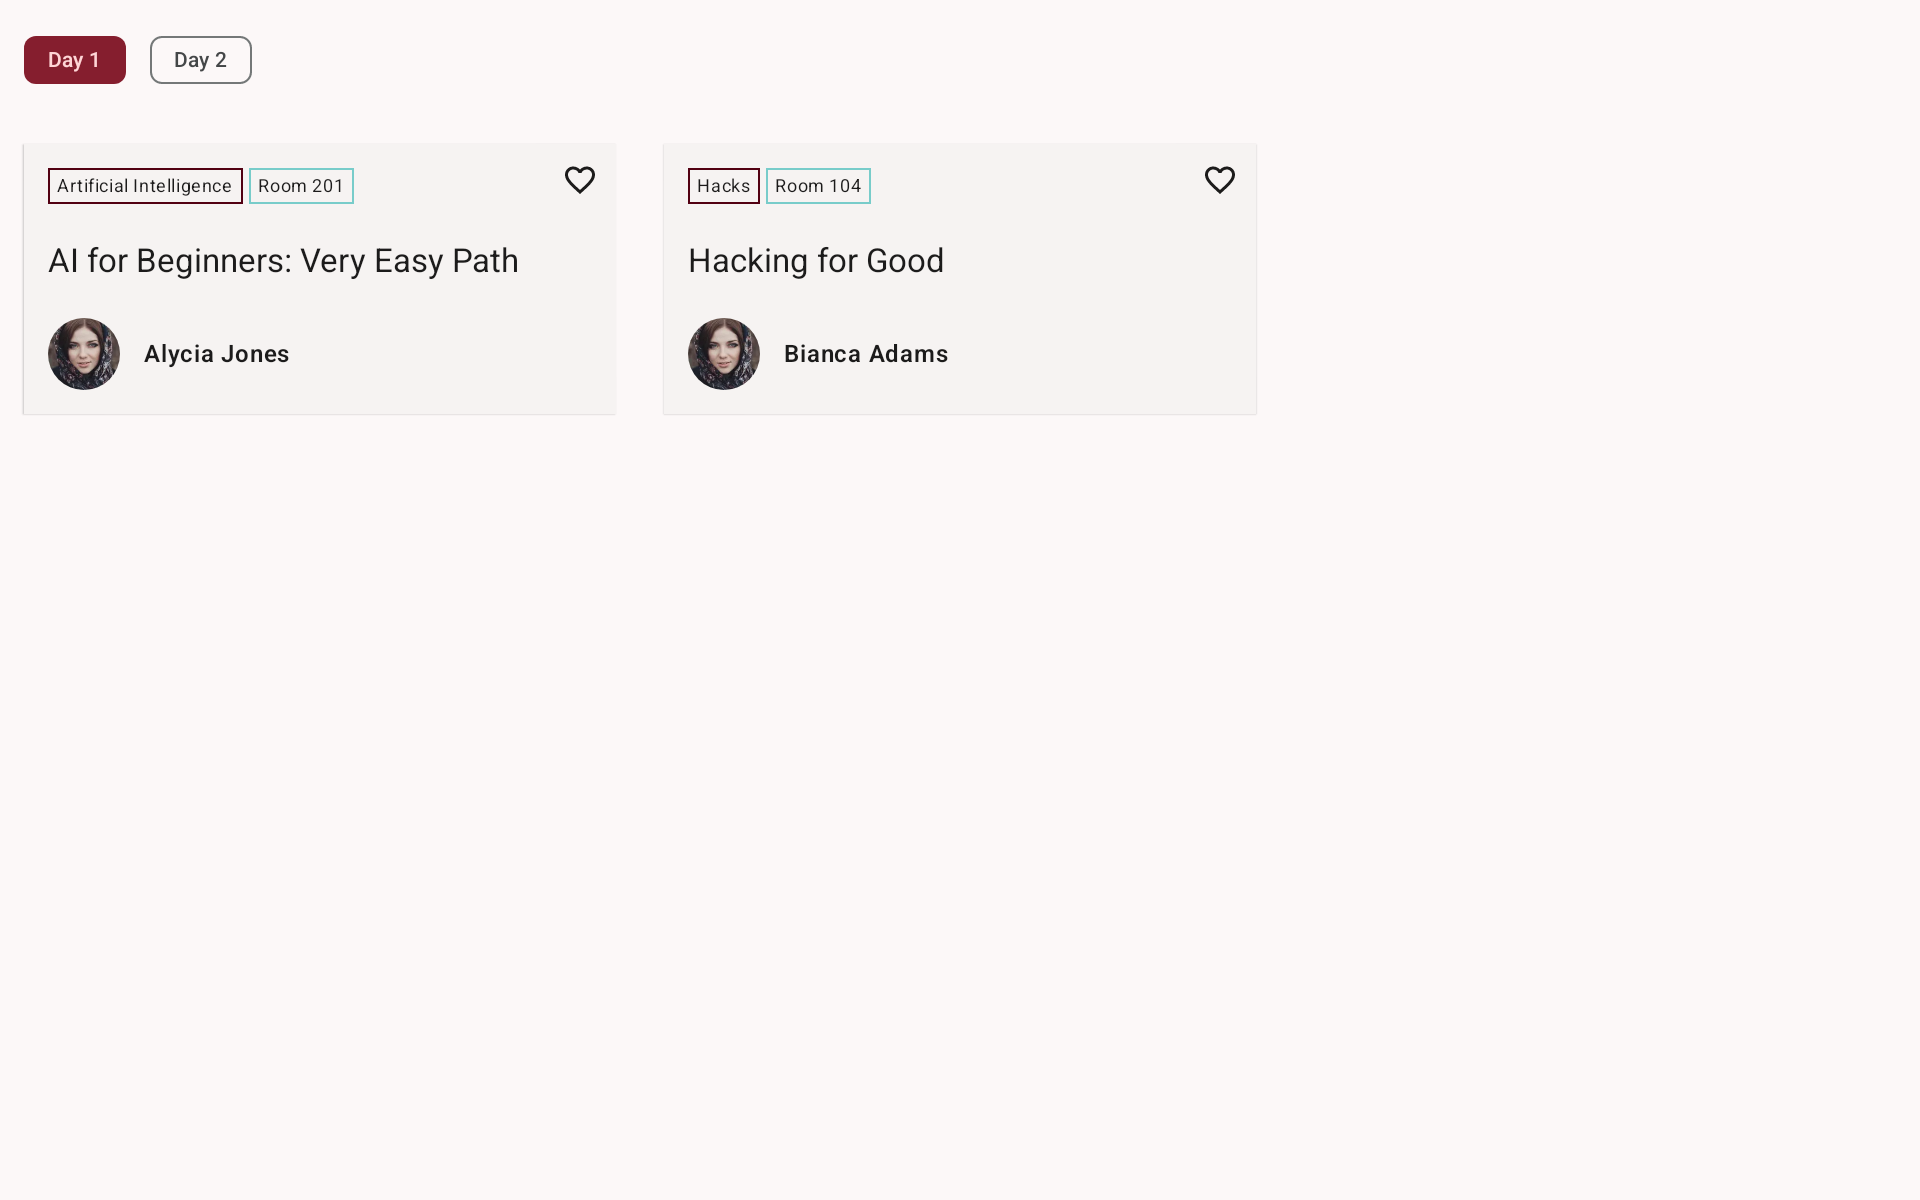 Day 1
Day 2
Artificial Intelligence
Room 201
AI for Beginners: Very Easy Path
Alycia Jones
Hacks
Room 104
Hacking for Good
Bianca Adams